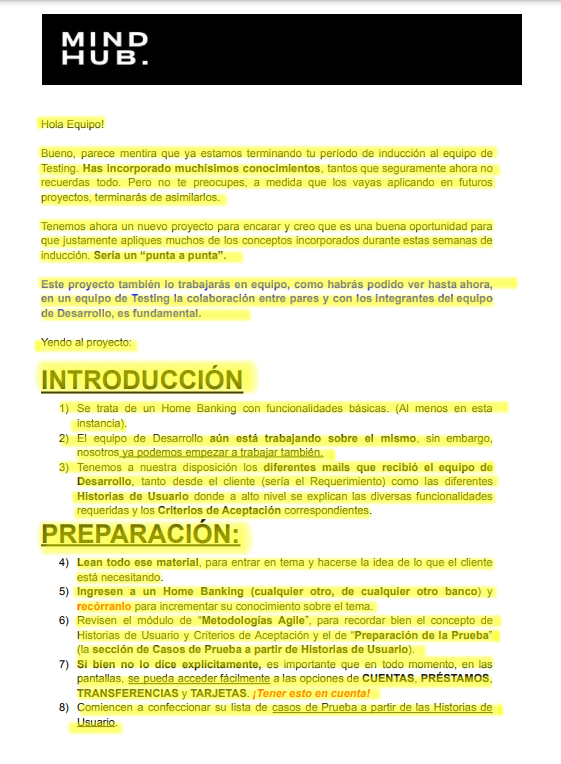 MIND
HUB.
Hola Equipo!
Bueno, parece mentira que ya estamos terminando tu período de inducción al equipo de
Testing. Has incorporado muchísimos conocimientos, tantos que seguramente ahora no
recuerdas todo. Pero no te preocupes, a medida que los vayas aplicando en futuros
proyectos, terminarás de asimilarlos.
Tenemos ahora un nuevo proyecto para encarar y creo que es una buena oportunidad para
que justamente apliques muchos de los conceptos incorporados durante estas semanas de
inducción. Sería un “punta a punta”.
Este proyecto también lo trabajarás en equipo, como habrás podido ver hasta ahora,
en un equipo de Testing la colaboración entre pares y con los integrantes del equipo
de Desarrollo, es fundamental.
Yendo al proyecto:
INTRODUCCIÓN
1) Se trata de un Home Banking con funcionalidades básicas. (Al menos en esta
instancia).
2) El equipo de Desarrollo aún está trabajando sobre el mismo, sin embargo,
nosotros ya podemos empezar a trabajar también.
3) Tenemos a nuestra disposición los diferentes mails que recibió el equipo de
Desarrollo, tanto desde el cliente (sería el Requerimiento) como las diferentes
Historias de Usuario donde a alto nivel se explican las diversas funcionalidades
requeridas y los Criterios de Aceptación correspondientes.
PREPARACIÓN:
4) Lean todo ese material, para entrar en tema y hacerse la idea de lo que el cliente
está necesitando.
5) Ingresen a un Home Banking (cualquier otro, de cualquier otro banco) y
recórranlo para incrementar su conocimiento sobre el tema.
6) Revisen el módulo de “Metodologías Agile”, para recordar bien el concepto de
Historias de Usuario y Criterios de Aceptación y el de “Preparación de la Prueba”
(la sección de Casos de Prueba a partir de Historias de Usuario).
7) Si bien no lo dice explícitamente, es importante que en todo momento, en las
pantallas, se pueda acceder fácilmente a las opciones de CUENTAS, PRÉSTAMOS,
TRANSFERENCIAS y TARJETAS. ¡Tener esto en cuenta!
8) Comiencen a confeccionar su lista de casos de Prueba a partir de las Historias de
Usuario.